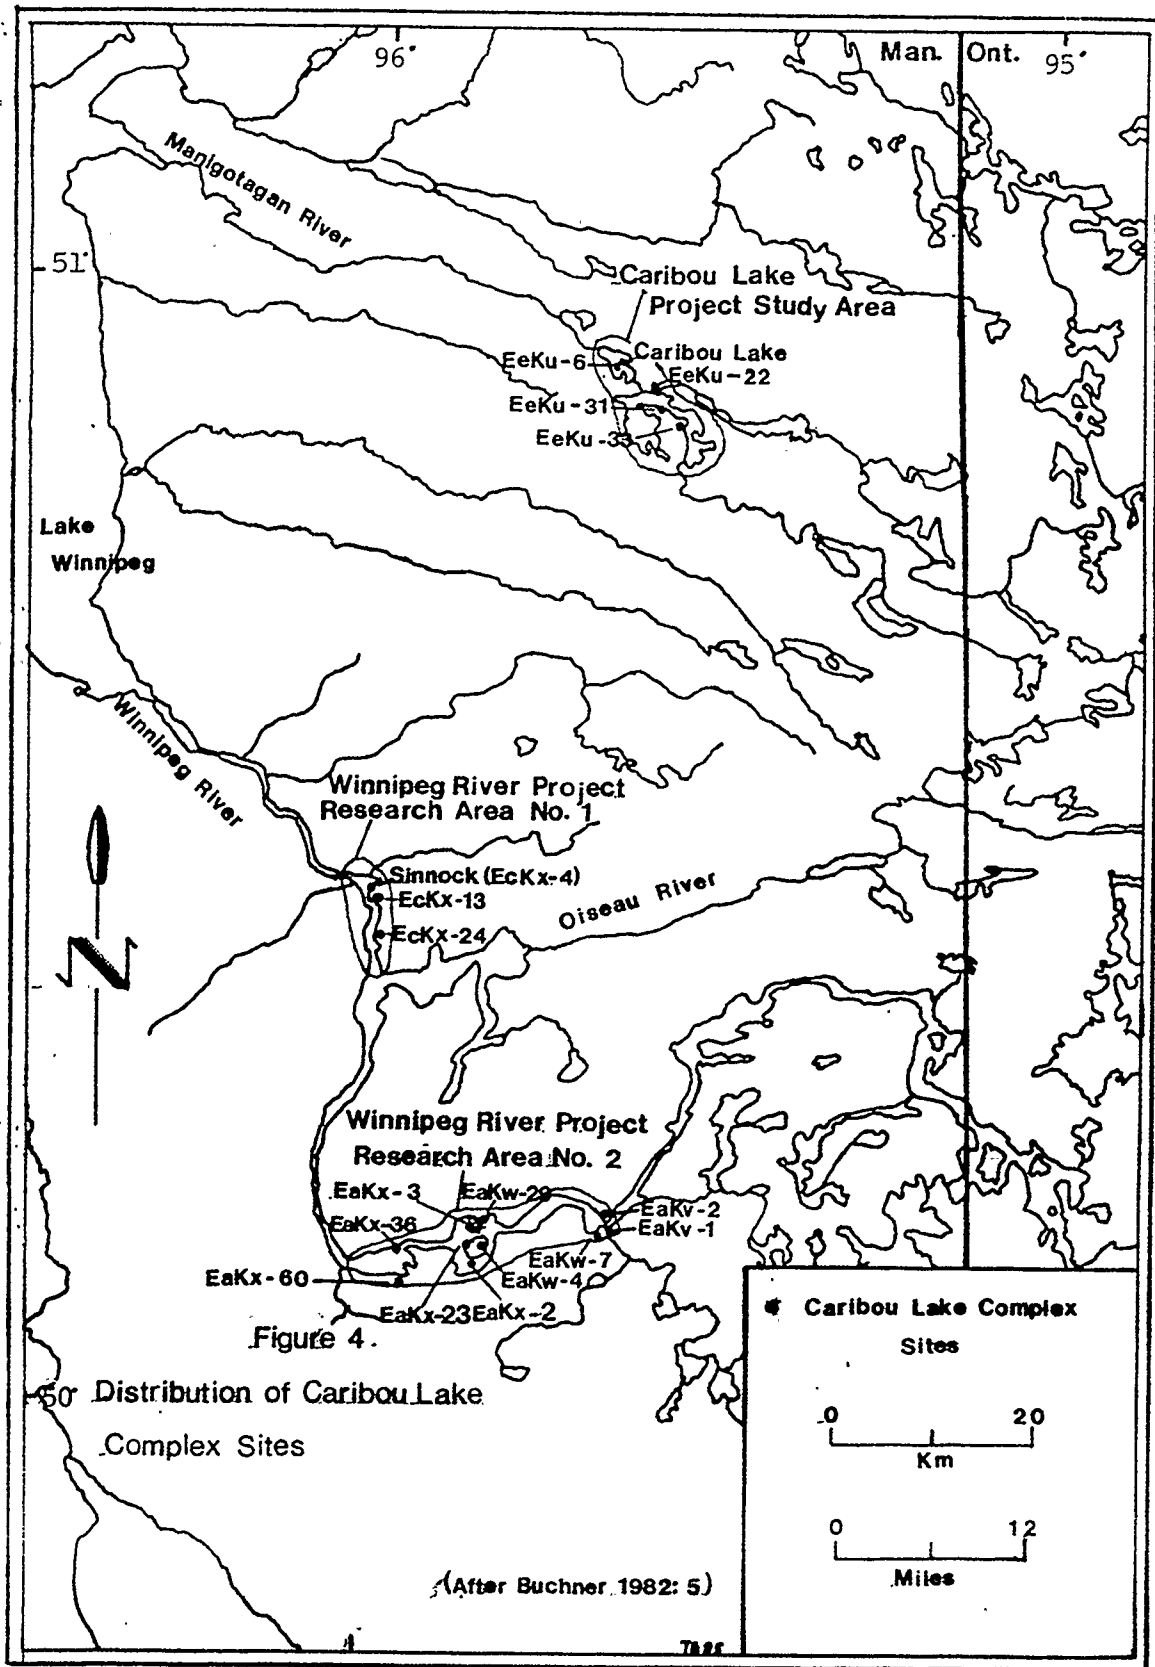 96°
Man.
Ont.
95°
Manigotagan River
51°
Caribou Lake
Project Study Area
EeKu-6
Caribou Lake
EeKu-22
EeKu-31
EeKu-33
Lake
Winnipeg
Winnipeg River
Winnipeg River Project
Research Area No. 1
Sinnock (EcKx-4)
EcKx-13
EcKx-24
Oiseau River
Winnipeg River Project
Research Area No. 2
EaKx-3
EaKw-29
EaKx-36
EaKv-2
EaKv-1
EaKw-7
EaKx-60
EaKw-4
EaKx-23
EaKx-2
Figure 4.
50° Distribution of Caribou Lake
Complex Sites
Caribou Lake Complex
Sites
0 20
Km
0 12
Miles
(After Buchner 1982: 5)